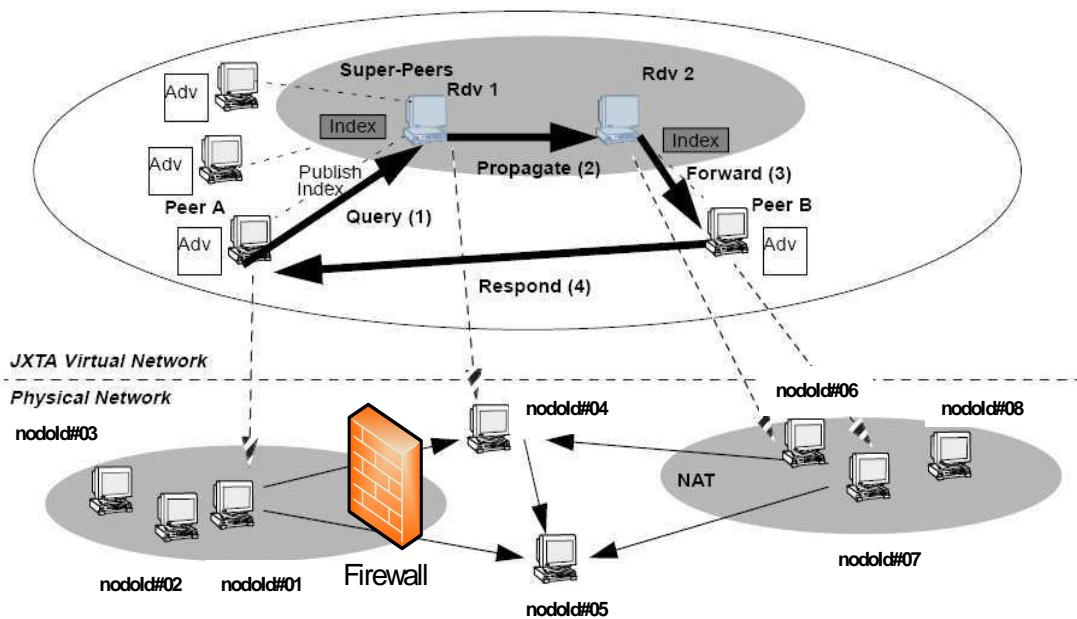 Super-Peers
Rdv 1
Rdv 2
Adv
Index
Index
Adv
Publish
Index
Propagate (2)
Forward (3)
Peer A
Query (1)
Peer B
Adv
Adv
Respond (4)
JXTA Virtual Network
Physical Network
nodoId#06
nodoId#04
nodoId#08
nodoId#03
NAT
nodoId#07
Firewall
nodoId#02
nodoId#01
nodoId#05